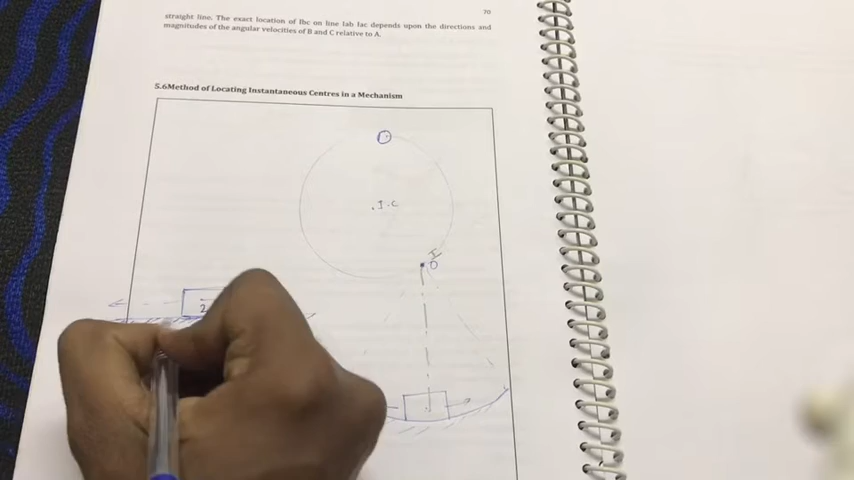 70
straight line. The exact location of Ibc on line Iab Iac depends upon the directions and
magnitudes of the angular velocities of B and C relative to A.
5.6Method of Locating Instantaneous Centres in a Mechanism
.I.C
I
O
2